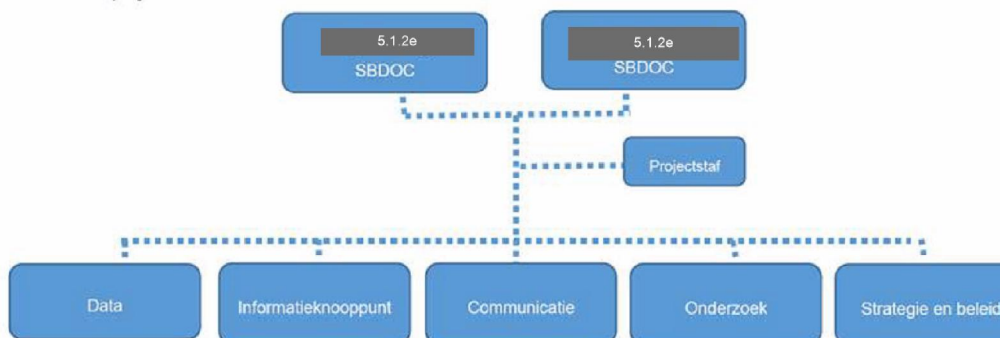 5.1.2e
SBDOC
5.1.2e
SBDOC
Projectstaf
Data
Informatieknooppunt
Communicatie
Onderzoek
Strategie en beleid